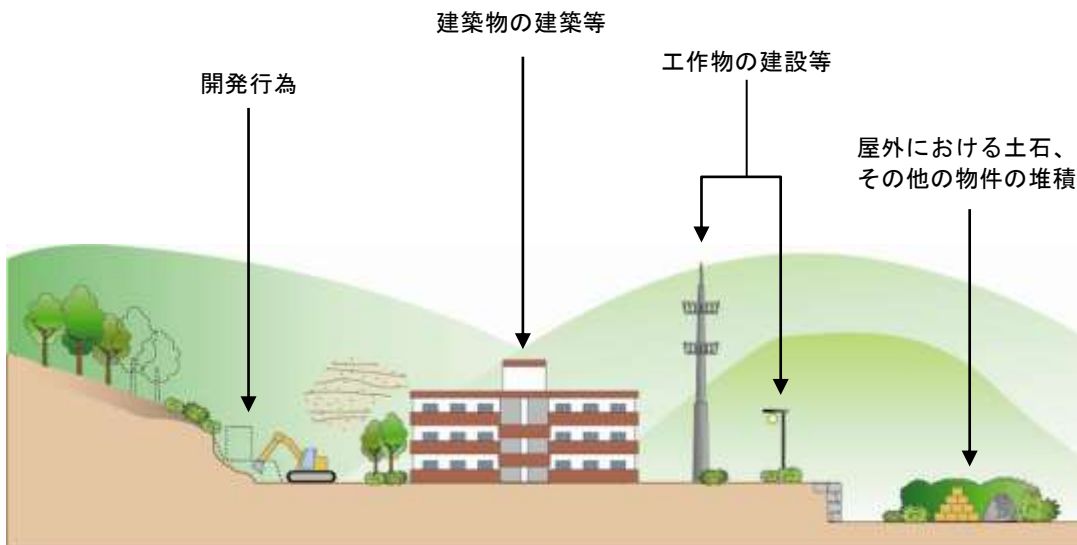 建築物の建築等
工作物の建設等
開発行為
屋外における土石、
その他の物件の堆積